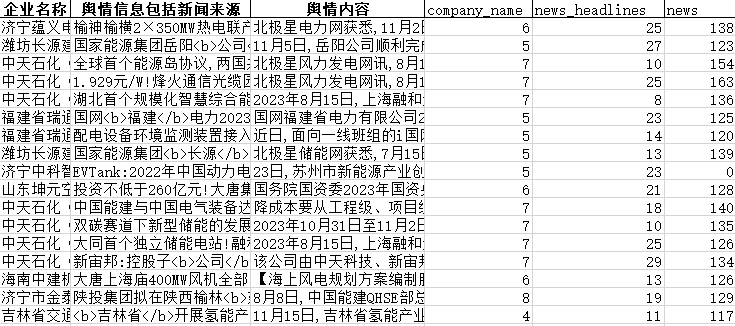 企业名称 舆情信息包括新闻来源 舆情内容 company_name news_headlines news
济宁蕴义电 榆神榆横2×350MW热电联产 北极星电力网获悉,11月2日 6 25 138
潍坊长源建 国家能源集团岳阳<b>公司< 11月5日,岳阳公司顺利完成 5 27 123
中天石化( 全球首个能源岛协议,两国 北极星风力发电网讯,8月1 7 10 154
中天石化( 1.929元/W!烽火通信光缆 北极星风力发电网讯,8月1 7 25 163
中天石化( 湖北首个规模化智慧综合能 2023年8月15日,上海融和 7 8 136
福建省瑞通 国网<b>福建</b>电力2023 国网福建省电力有限公司2 5 23 125
福建省瑞通 配电设备环境监测装置接入 近日,面向一线班组的i国网 5 14 120
潍坊长源建 国家能源集团<b>长源</b> 北极星储能网获悉,7月15 5 13 139
济宁中科智 EVTank:2022年中国动力电 23日,苏州市新能源产业创 5 23 0
山东坤元空 投资不低于260亿元!大唐集 国务院国资委2023年国资央 6 21 128
中天石化( 中国能建与中国电气装备达 降成本要从工程级、项目级 7 18 140
中天石化( 双碳赛道下新型储能的发展 2023年10月31日至11月2日 7 10 135
中天石化( 大同首个独立储能电站!融和 2023年8月15日,上海融和 7 25 126
中天石化( 新宙邦:控股子<b>公司</b> 该公司由中天科技、新宙 7 29 134
海南中建机 大唐上海庙400MW风机全部 【海上风电规划方案编制服 6 13 126
济宁市金泰 陕投集团拟在陕西榆林<b> 8月8日,中国能建QHSE部总 8 19 129
吉林省交通 <b>吉林省</b>开展氢能产 11月15日,吉林省氢能产业 4 11 117